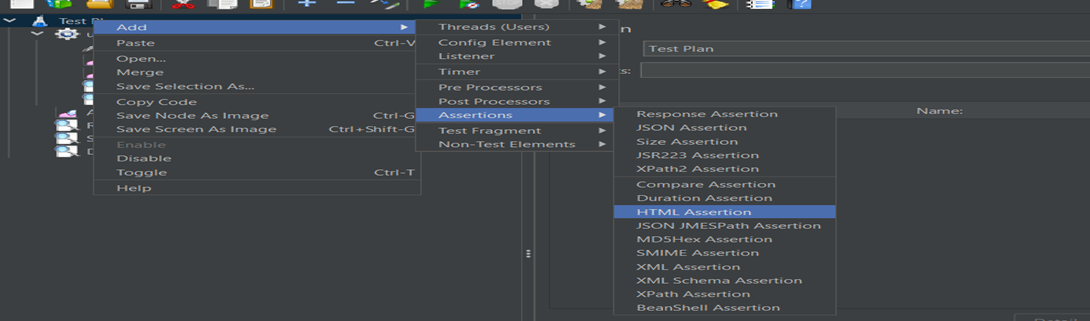 Test Pl
Add
Paste Ctrl-V
Open...
Merge
Save Selection As...
Copy Code
Save Node As Image Ctrl-G
Save Screen As Image Ctrl+Shift-G
Enable
Disable
Toggle Ctrl-T
Help
Threads (Users)
Config Element
Listener
Timer
Pre Processors
Post Processors
Assertions
Test Fragment
Non-Test Elements
Response Assertion
JSON Assertion
Size Assertion
JSR223 Assertion
XPath2 Assertion
Compare Assertion
Duration Assertion
HTML Assertion
JSON JMESPath Assertion
MD5Hex Assertion
SMIME Assertion
XML Assertion
XML Schema Assertion
XPath Assertion
BeanShell Assertion
Test Plan
Name: